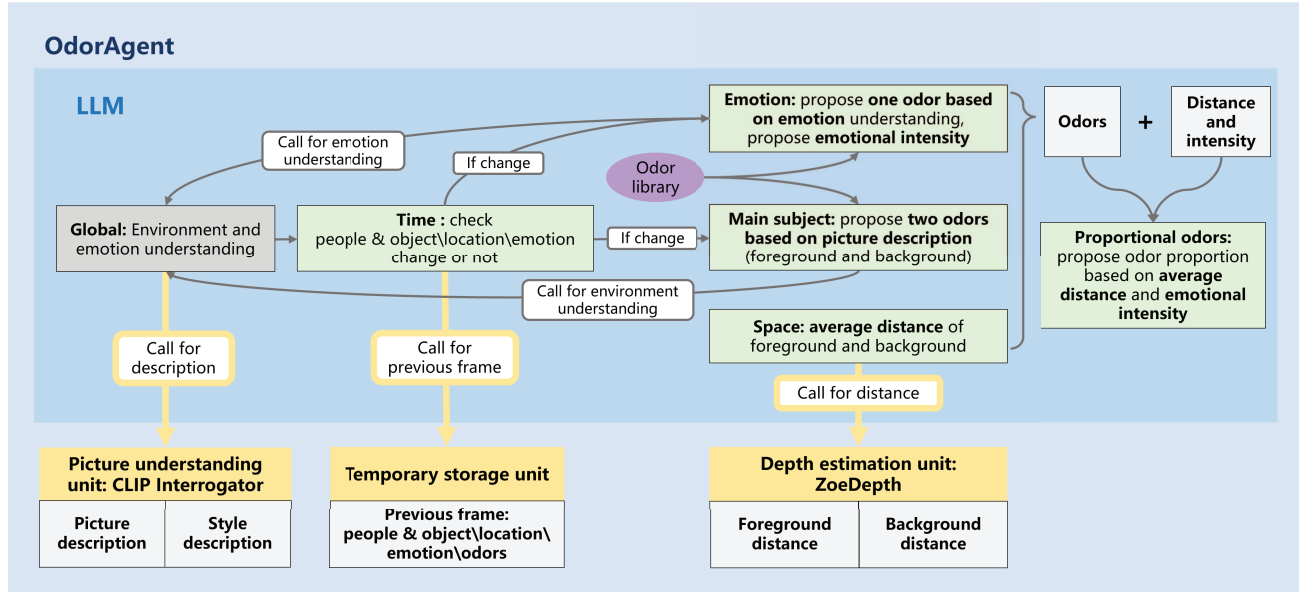 OdorAgent
LLM
Emotion: propose one odor based
on emotion understanding,
propose emotional intensity
Odors
+
Distance
and
intensity
Call for emotion
understanding
If change
Odor
library
Global: Environment and
emotion understanding
Time : check
people & object\location\emotion
change or not
If change
Main subject: propose two odors
based on picture description
(foreground and background)
Proportional odors:
propose odor proportion
based on average
distance and emotional
intensity
Call for environment
understanding
Space: average distance of
foreground and background
Call for
description
Call for
previous frame
Call for distance
Picture understanding
unit: CLIP Interrogator
Picture
description
Style
description
Temporary storage unit
Previous frame:
people & object\location\
emotion\odors
Depth estimation unit:
ZoeDepth
Foreground
distance
Background
distance